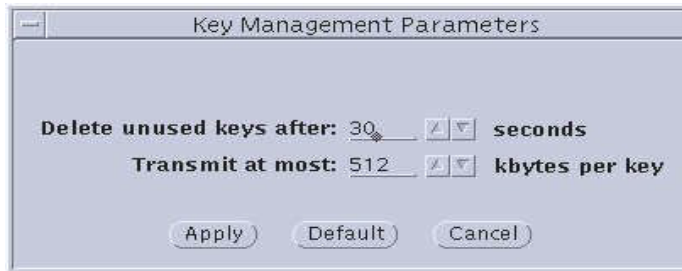 Key Management Parameters
Delete unused keys after: 30 seconds
Transmit at most: 512 kbytes per key
Apply Default Cancel